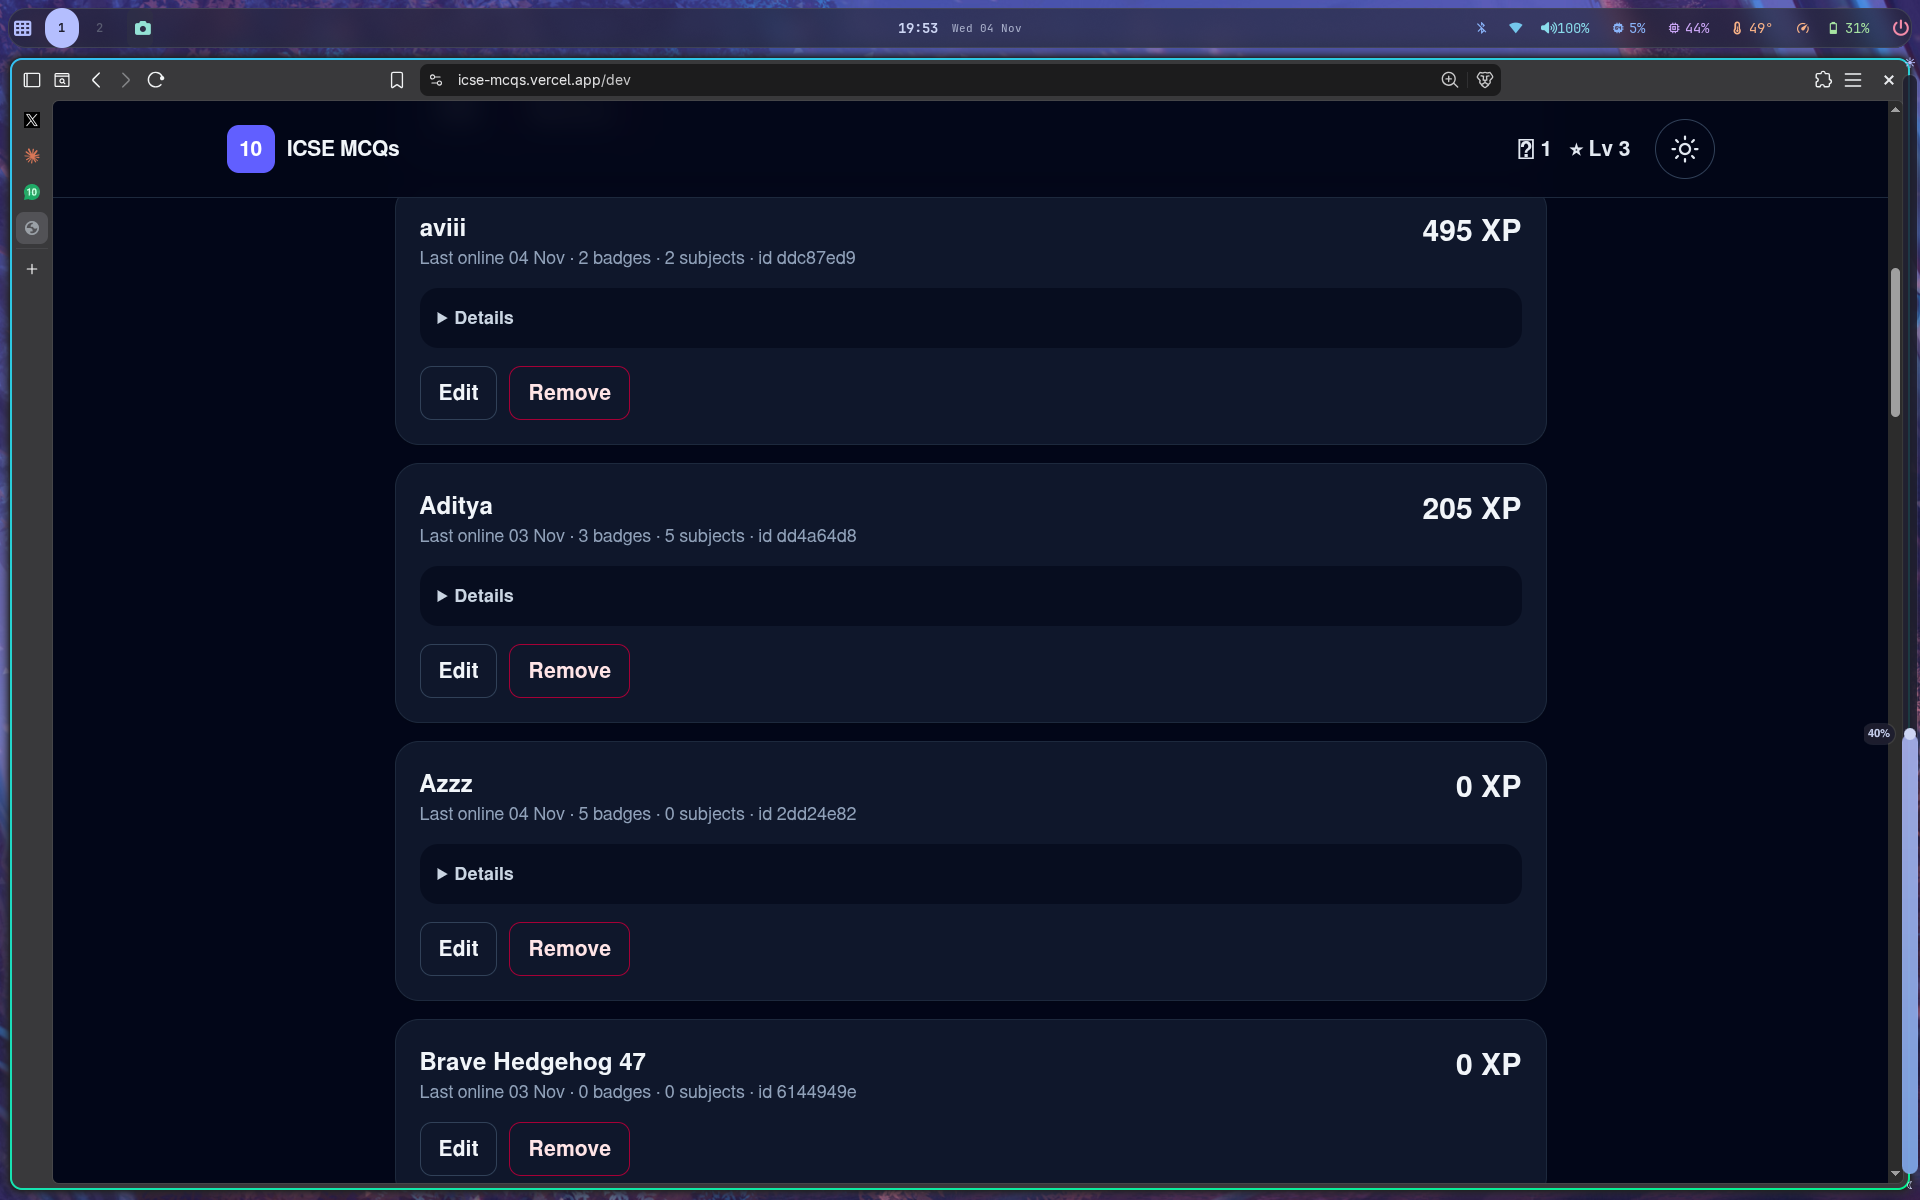 1 2 19:53 Wed 04 Nov 100% 5% 44% 49° 31%
icse-mcqs.vercel.app/dev
10 ICSE MCQs 1 ★ Lv 3
10
aviii 495 XP
Last online 04 Nov · 2 badges · 2 subjects · id ddc87ed9
▶ Details
Edit Remove
Aditya 205 XP
Last online 03 Nov · 3 badges · 5 subjects · id dd4a64d8
▶ Details
Edit Remove
40%
Azzz 0 XP
Last online 04 Nov · 5 badges · 0 subjects · id 2dd24e82
▶ Details
Edit Remove
Brave Hedgehog 47 0 XP
Last online 03 Nov · 0 badges · 0 subjects · id 6144949e
Edit Remove